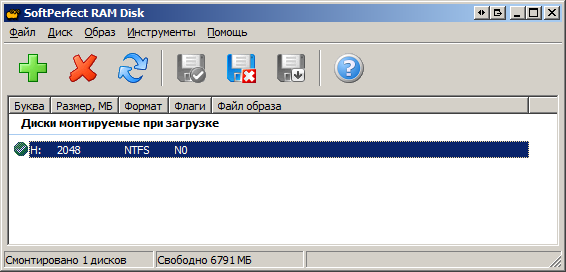 SoftPerfect RAM Disk
Файл Диск Образ Инструменты Помощь
Буква Размер, МБ Формат Флаги Файл образа
Диски монтируемые при загрузке
H: 2048 NTFS N0
Смонтировано 1 дисков Свободно 6791 МБ